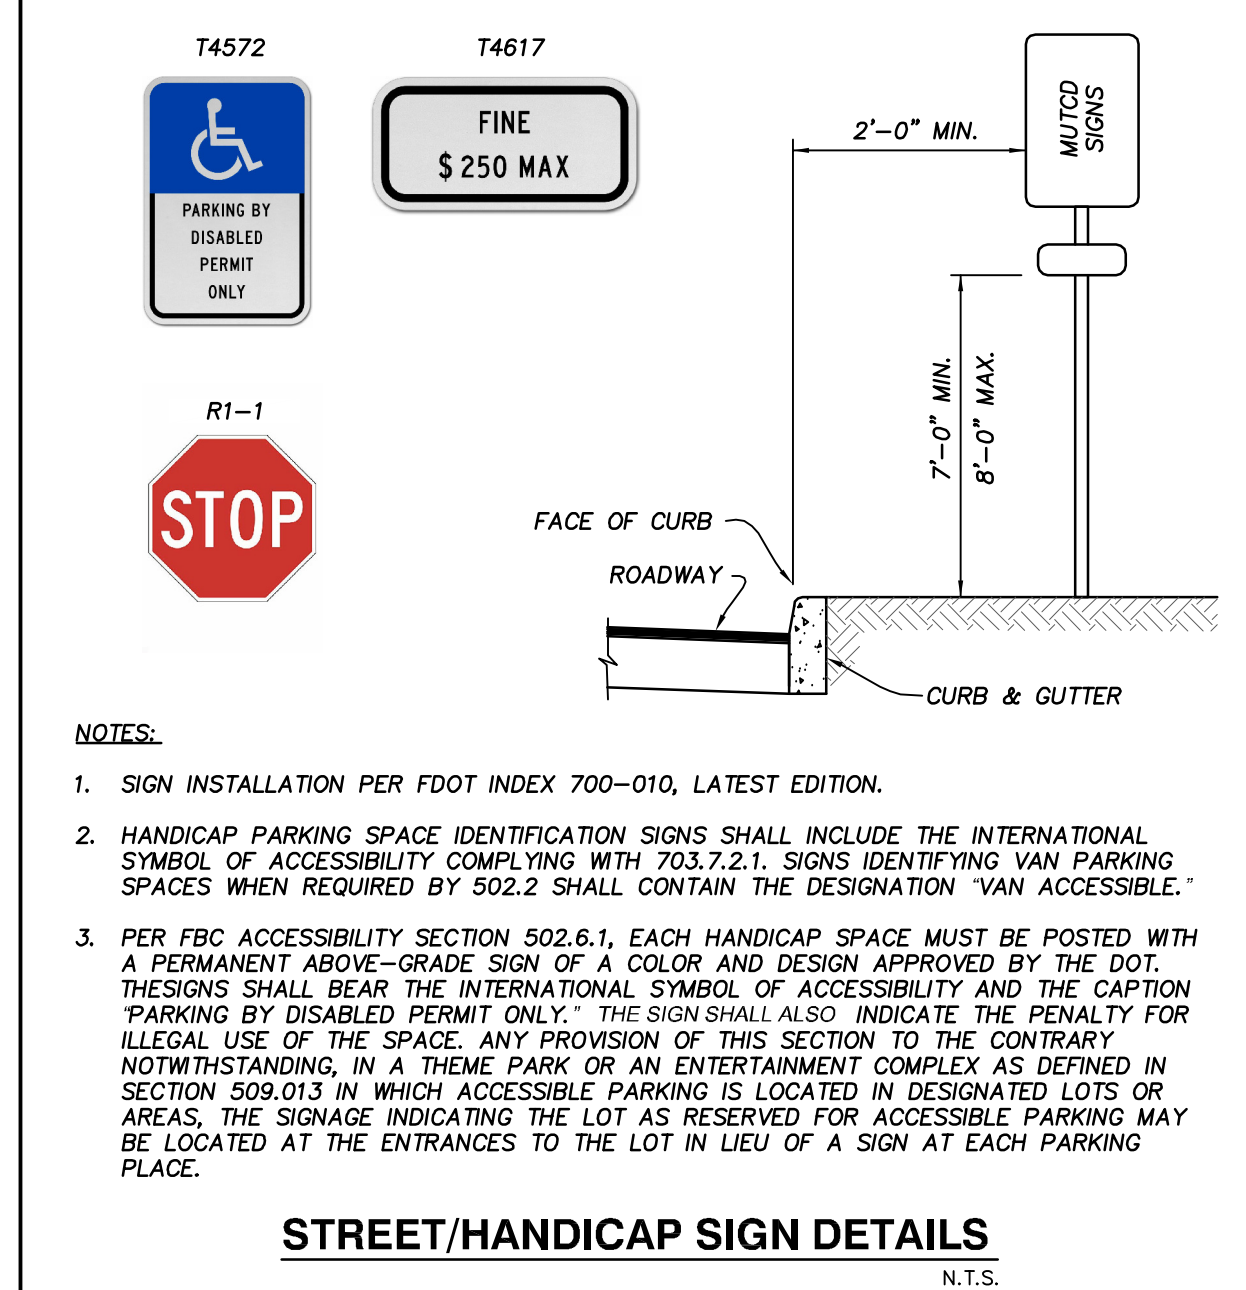 T4572
T4617
PARKING BY
DISABLED
PERMIT
ONLY
FINE
$ 250 MAX
2'-0" MIN.
MUTCD
SIGNS
7'-0" MIN.
8'-0" MAX.
R1-1
STOP
FACE OF CURB
ROADWAY
CURB & GUTTER
NOTES:
1. SIGN INSTALLATION PER FDOT INDEX 700-010, LATEST EDITION.
2. HANDICAP PARKING SPACE IDENTIFICATION SIGNS SHALL INCLUDE THE INTERNATIONAL
SYMBOL OF ACCESSIBILITY COMPLYING WITH 703.7.2.1. SIGNS IDENTIFYING VAN PARKING
SPACES WHEN REQUIRED BY 502.2 SHALL CONTAIN THE DESIGNATION "VAN ACCESSIBLE."
3. PER FBC ACCESSIBILITY SECTION 502.6.1, EACH HANDICAP SPACE MUST BE POSTED WITH
A PERMANENT ABOVE-GRADE SIGN OF A COLOR AND DESIGN APPROVED BY THE DOT.
THESIGNS SHALL BEAR THE INTERNATIONAL SYMBOL OF ACCESSIBILITY AND THE CAPTION
"PARKING BY DISABLED PERMIT ONLY." THE SIGN SHALL ALSO INDICATE THE PENALTY FOR
ILLEGAL USE OF THE SPACE. ANY PROVISION OF THIS SECTION TO THE CONTRARY
NOTWITHSTANDING, IN A THEME PARK OR AN ENTERTAINMENT COMPLEX AS DEFINED IN
SECTION 509.013 IN WHICH ACCESSIBLE PARKING IS LOCATED IN DESIGNATED LOTS OR
AREAS, THE SIGNAGE INDICATING THE LOT AS RESERVED FOR ACCESSIBLE PARKING MAY
BE LOCATED AT THE ENTRANCES TO THE LOT IN LIEU OF A SIGN AT EACH PARKING
PLACE.
STREET/HANDICAP SIGN DETAILS
N.T.S.